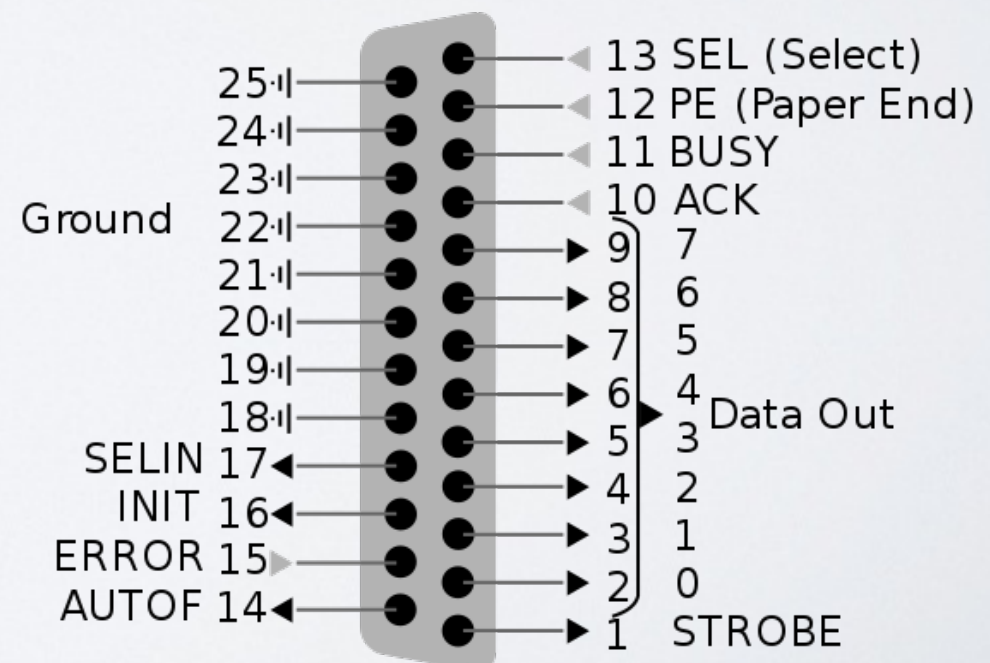 13 SEL (Select)
12 PE (Paper End)
11 BUSY
10 ACK
9 7
8 6
7 5
6 4
5 3
4 2
3 1
2 0
Data Out
1 STROBE
25
24
23
22
21
20
19
18
Ground
SELIN 17
INIT 16
ERROR 15
AUTOF 14